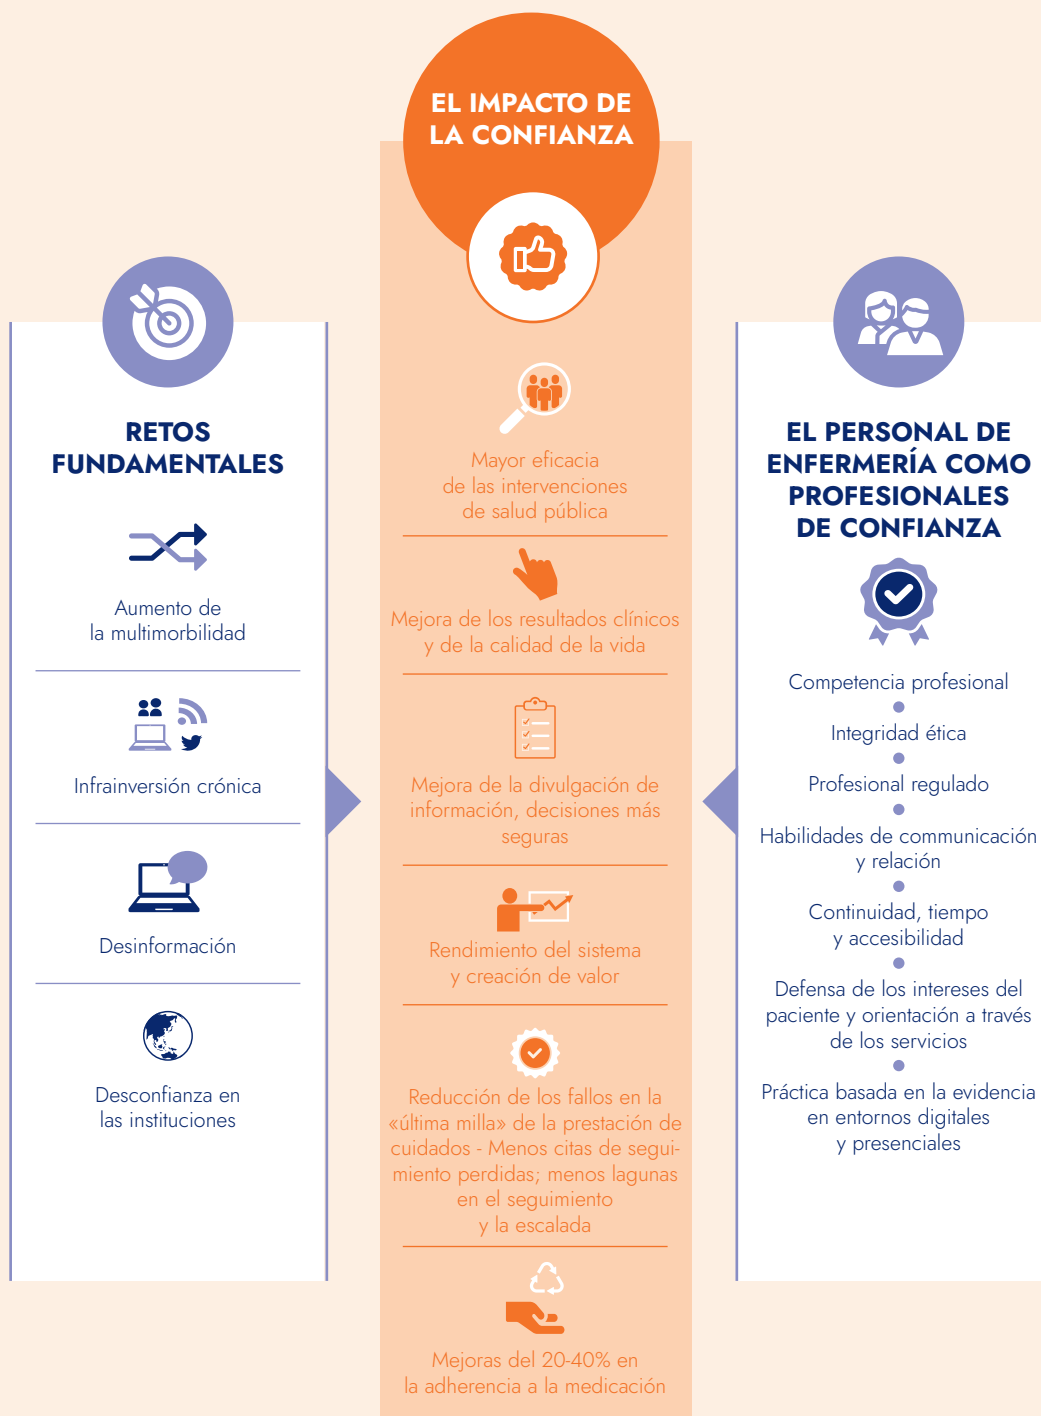 EL IMPACTO DE
LA CONFIANZA
RETOS
FUNDAMENTALES
Aumento de
la multimorbilidad
Infrainversión crónica
Desinformación
Desconfianza en
las instituciones
Mayor eficacia
de las intervenciones
de salud pública
Mejora de los resultados clínicos
y de la calidad de la vida
Mejora de la divulgación de
información, decisiones más
seguras
Rendimiento del sistema
y creación de valor
Reducción de los fallos en la
«última milla» de la prestación de
cuidados - Menos citas de segui-
miento perdidas; menos lagunas
en el seguimiento
y la escalada
Mejoras del 20-40% en
la adherencia a la medicación
EL PERSONAL DE
ENFERMERÍA COMO
PROFESIONALES
DE CONFIANZA
Competencia profesional
Integridad ética
Profesional regulado
Habilidades de communicación
y relación
Continuidad, tiempo
y accesibilidad
Defensa de los intereses del
paciente y orientación a través
de los servicios
Práctica basada en la evidencia
en entornos digitales
y presenciales